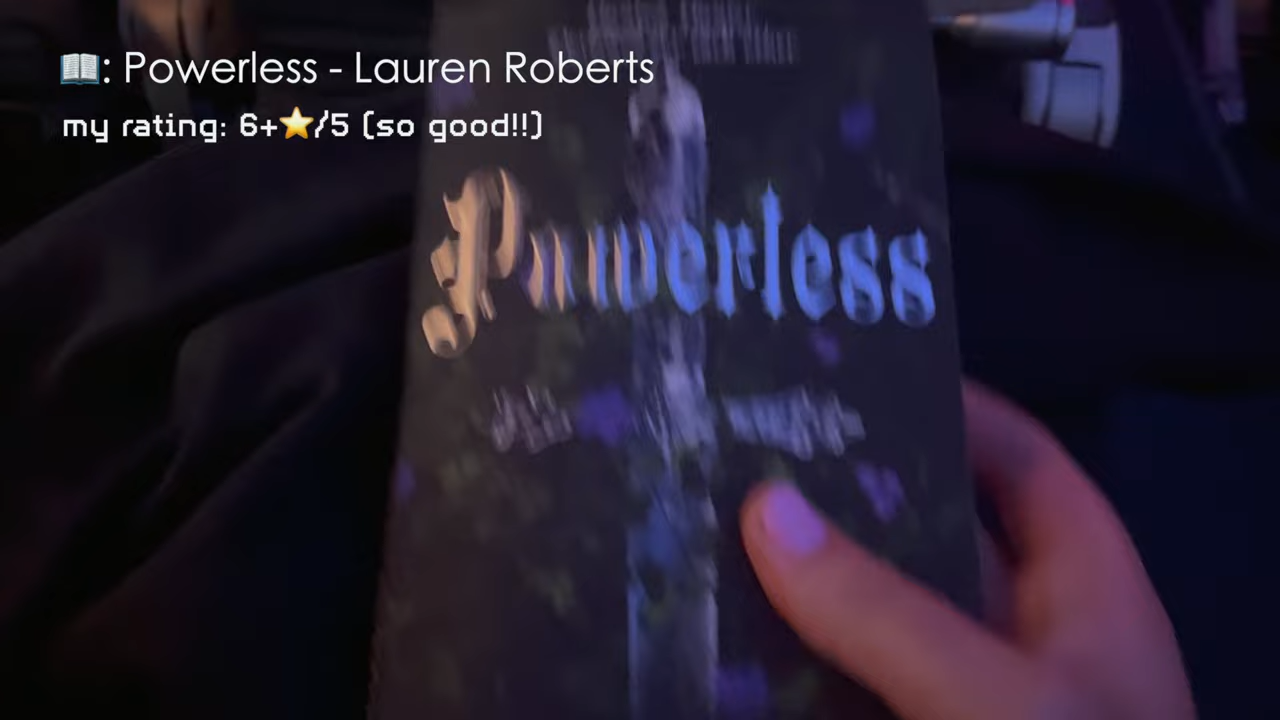 📖: Powerless - Lauren Roberts
my rating: 6+⭐/5 (so good!!)
Powerless